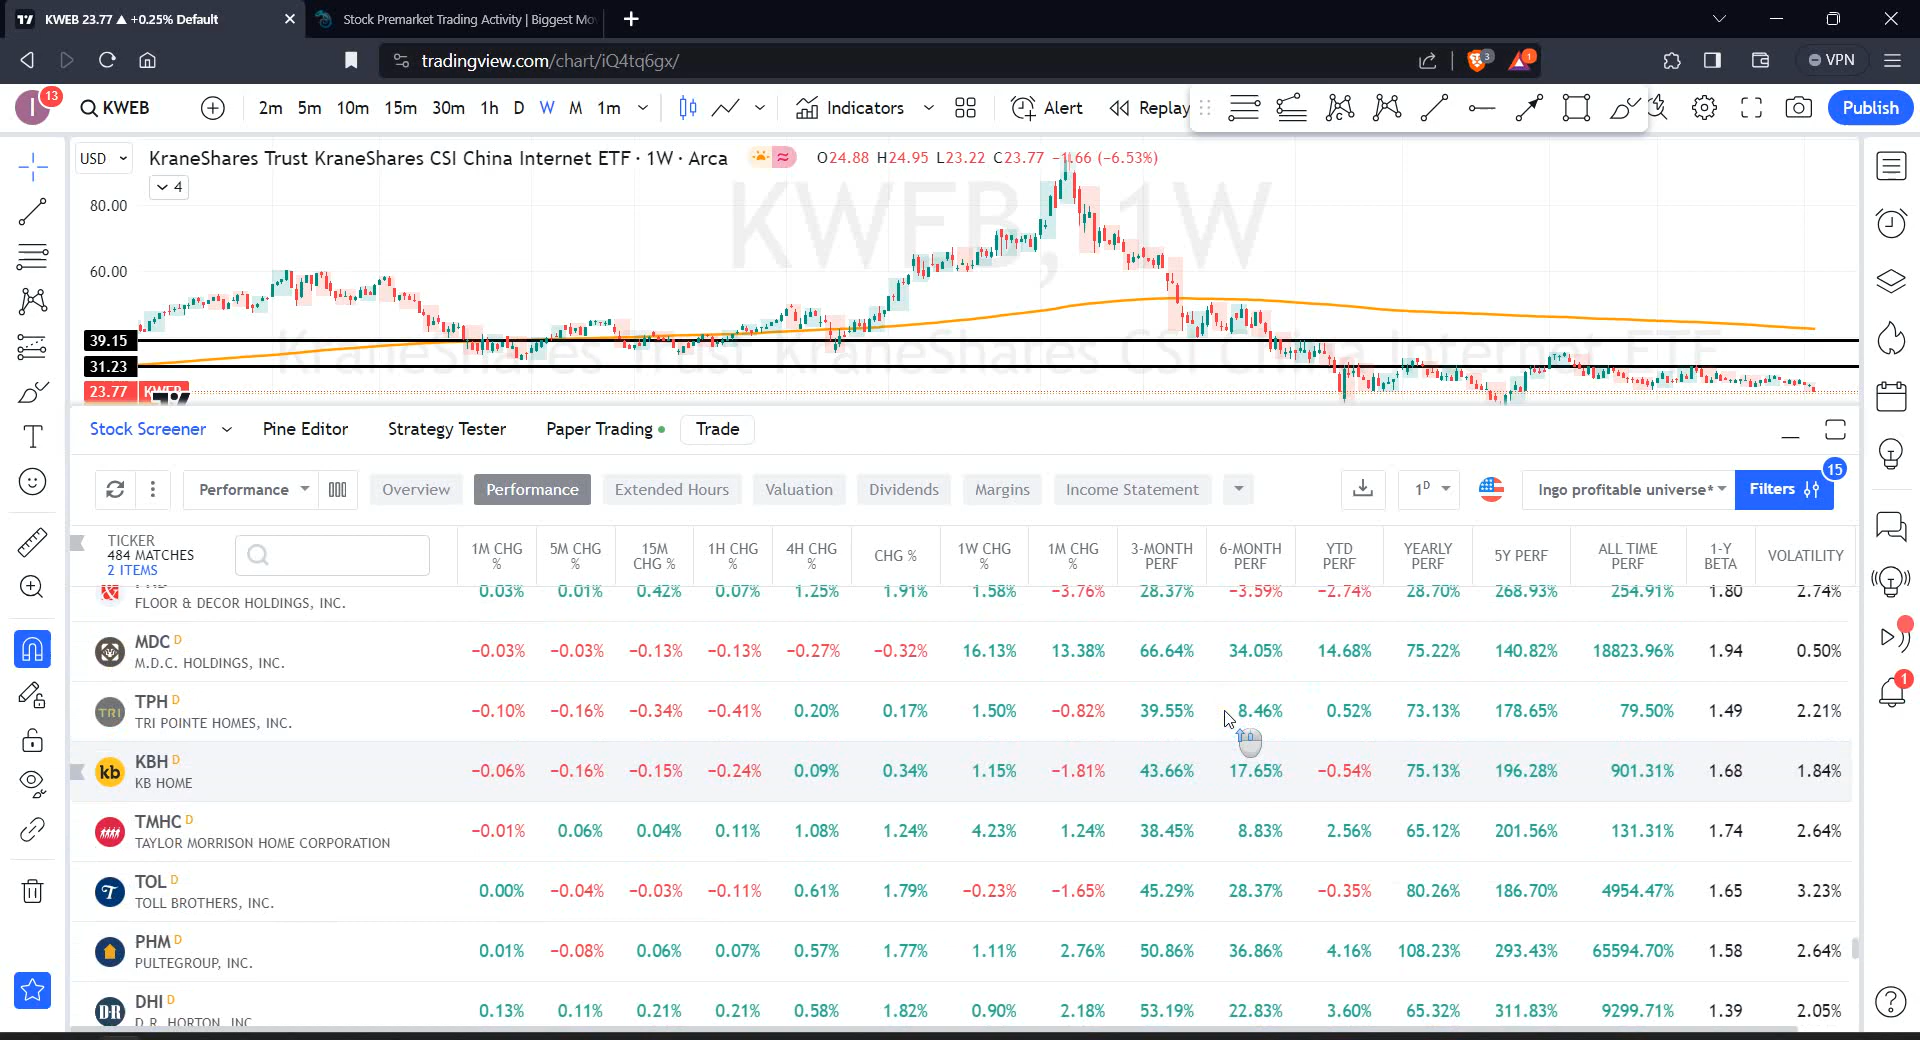 KWEB 23.77 ▲ +0.25% Default
Stock Premarket Trading Activity | Biggest Mo
tradingview.com/chart/iQ4tq6gx/
3
1
VPN
I
13
KWEB
2m 5m 10m 15m 30m 1h D W M 1m
Indicators
Alert
Replay
Publish
USD
KraneShares Trust KraneShares CSI China Internet ETF · 1W · Arca
O24.88 H24.95 L23.22 C23.77 −1.66 (−6.53%)
4
KWEB, 1W
80.00
60.00
39.15
31.23
23.77 KWEB
Stock Screener Pine Editor Strategy Tester Paper Trading Trade
Performance Overview Performance Extended Hours Valuation Dividends Margins Income Statement
1D
Ingo profitable universe*
Filters
15
TICKER
484 MATCHES
2 ITEMS
1M CHG % 5M CHG % 15M CHG % 1H CHG % 4H CHG % CHG % 1W CHG % 1M CHG % 3-MONTH PERF 6-MONTH PERF YTD PERF YEARLY PERF 5Y PERF ALL TIME PERF 1-Y BETA VOLATILITY
FLOOR & DECOR HOLDINGS, INC.
0.03% 0.01% 0.42% 0.07% 1.25% 1.91% 1.58% −3.76% 28.37% −3.59% −2.74% 28.70% 268.93% 254.91% 1.80 2.74%
MDC D
M.D.C. HOLDINGS, INC.
−0.03% −0.03% −0.13% −0.13% −0.27% −0.32% 16.13% 13.38% 66.64% 34.05% 14.68% 75.22% 140.82% 18823.96% 1.94 0.50%
TRI
TPH D
TRI POINTE HOMES, INC.
−0.10% −0.16% −0.34% −0.41% 0.20% 0.17% 1.50% −0.82% 39.55% 8.46% 0.52% 73.13% 178.65% 79.50% 1.49 2.21%
kb
KBH D
KB HOME
−0.06% −0.16% −0.15% −0.24% 0.09% 0.34% 1.15% −1.81% 43.66% 17.65% −0.54% 75.13% 196.28% 901.31% 1.68 1.84%
TMHC D
TAYLOR MORRISON HOME CORPORATION
−0.01% 0.06% 0.04% 0.11% 1.08% 1.24% 4.23% 1.24% 38.45% 8.83% 2.56% 65.12% 201.56% 131.31% 1.74 2.64%
T
TOL D
TOLL BROTHERS, INC.
0.00% −0.04% −0.03% −0.11% 0.61% 1.79% −0.23% −1.65% 45.29% 28.37% −0.35% 80.26% 186.70% 4954.47% 1.65 3.23%
PHM D
PULTEGROUP, INC.
0.01% −0.08% 0.06% 0.07% 0.57% 1.77% 1.11% 2.76% 50.86% 36.86% 4.16% 108.23% 293.43% 65594.70% 1.58 2.64%
D·R
DHI D
D.R. HORTON, INC.
0.13% 0.11% 0.21% 0.21% 0.58% 1.82% 0.90% 2.18% 53.19% 22.83% 3.60% 65.32% 311.83% 9299.71% 1.39 2.05%
1